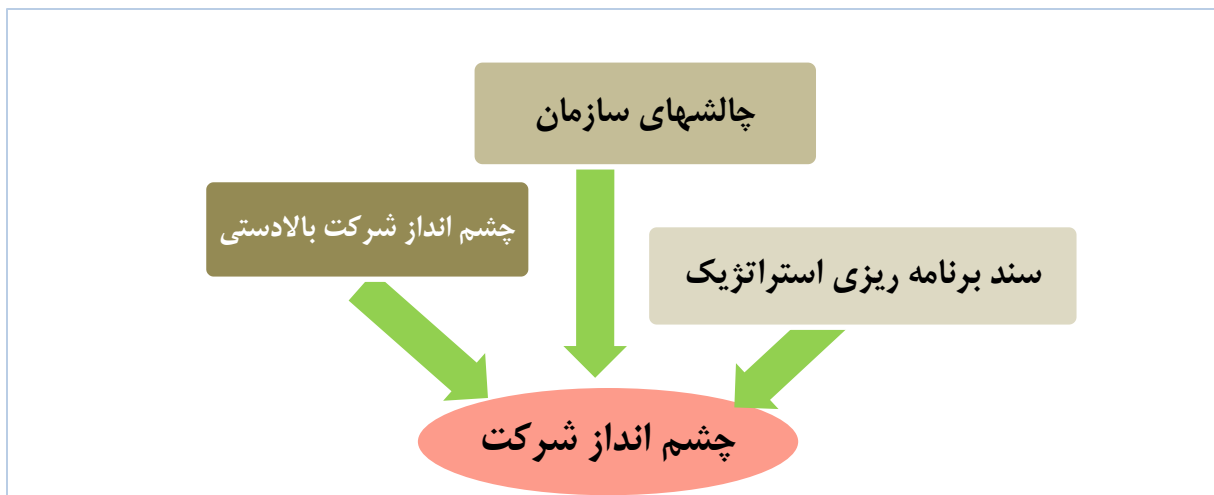 چالشهای سازمان
چشم انداز شرکت بالادستی
سند برنامه ریزی استراتژیک
چشم انداز شرکت